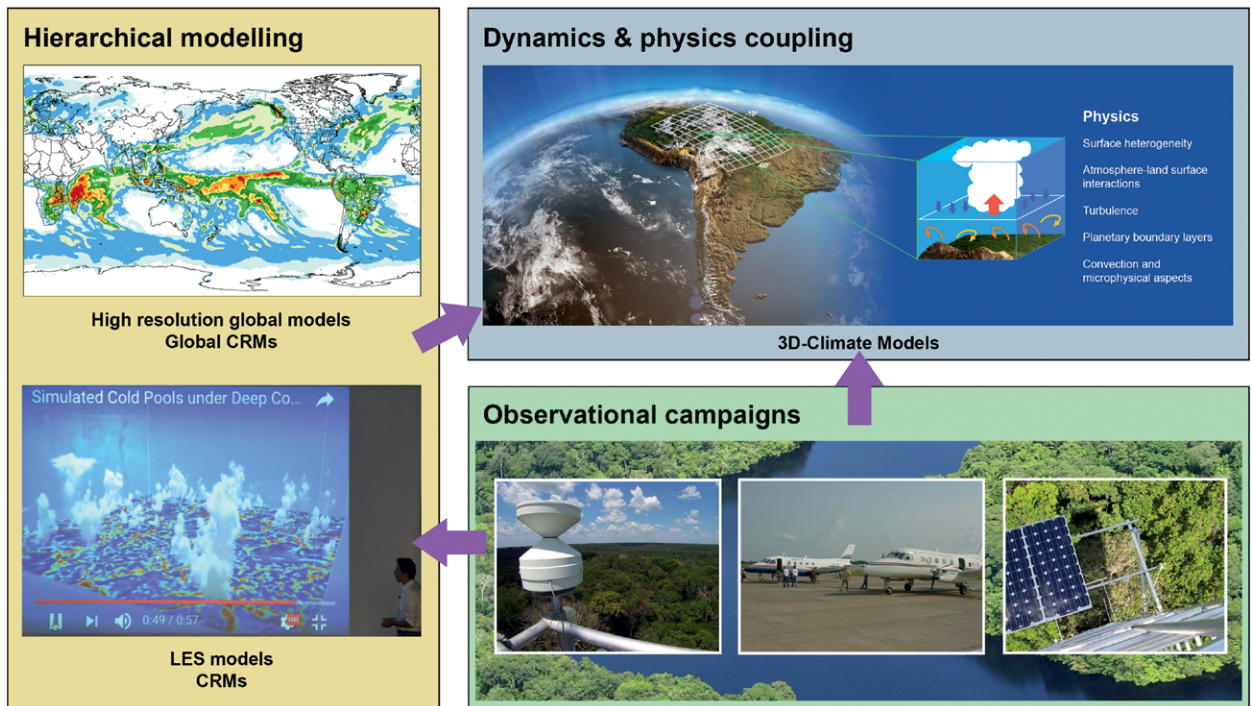 Hierarchical modelling
High resolution global models
Global CRMs
Simulated Cold Pools under Deep Co...
0:49 / 0:57
LES models
CRMs
Dynamics & physics coupling
Physics
Surface heterogeneity
Atmosphere-land surface
interactions
Turbulence
Planetary boundary layers
Convection and
microphysical aspects
3D-Climate Models
Observational campaigns